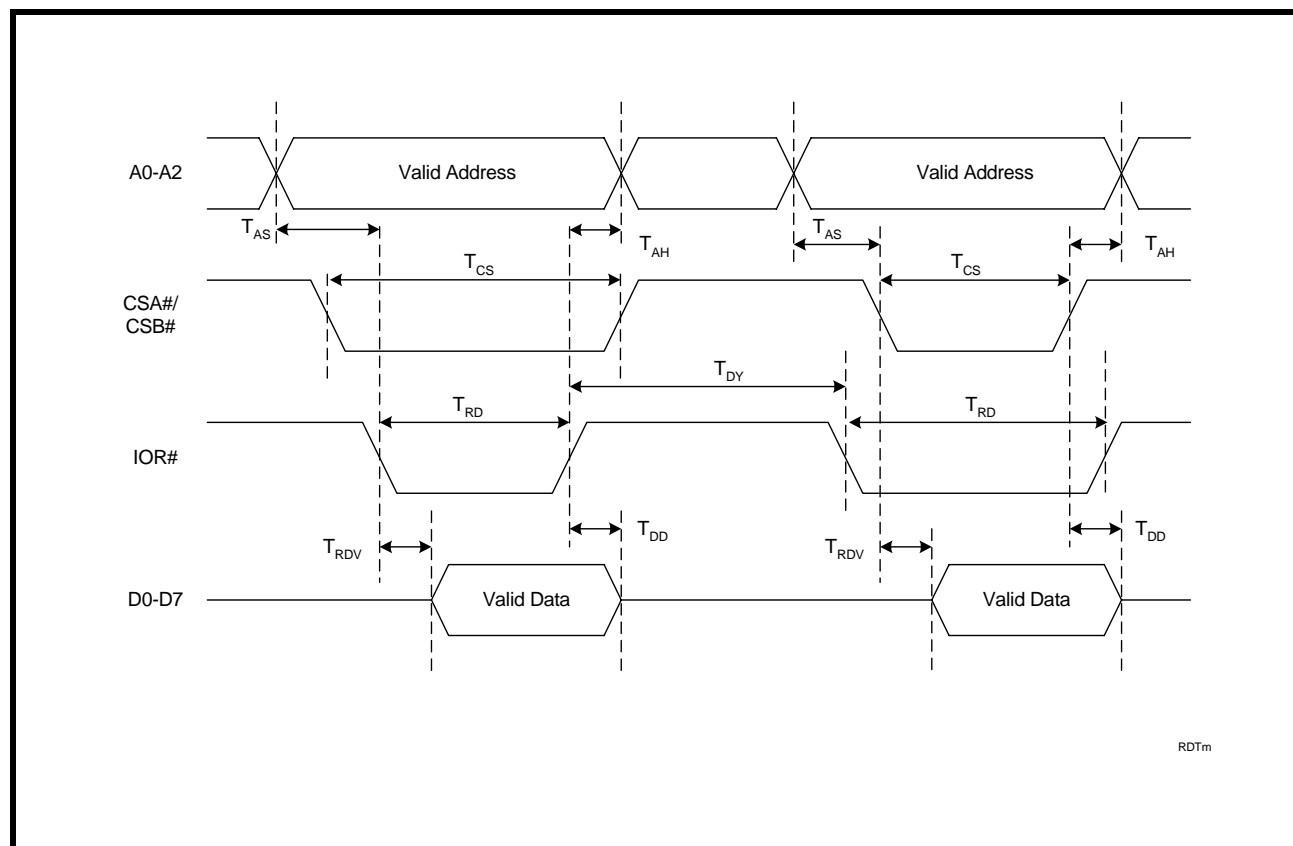 A0-A2
Valid Address
Valid Address
TAS
TAH
TAS
TAH
TCS
TCS
CSA#/
CSB#
TDY
TRD
TRD
IOR#
TRDV
TDD
TRDV
TDD
D0-D7
Valid Data
Valid Data
RDTm